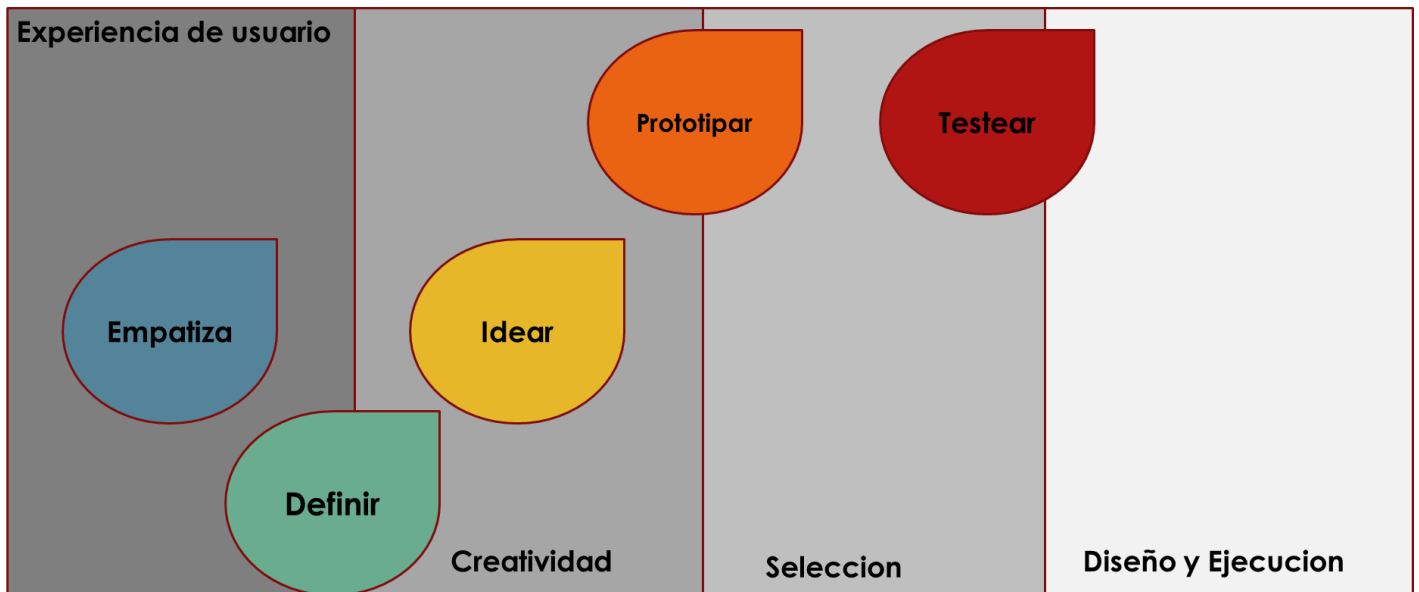 Experiencia de usuario
Prototipar
Testear
Empatiza
Idear
Definir
Creatividad
Seleccion
Diseño y Ejecucion